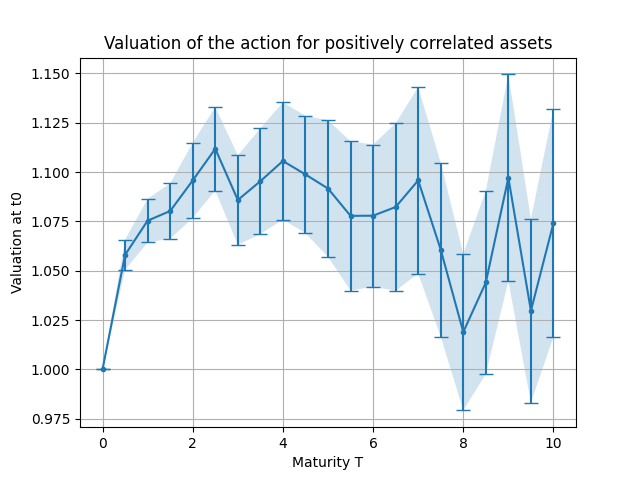 Valuation of the action for positively correlated assets
1.150
1.125
1.100
1.075
1.050
1.025
1.000
0.975
Valuation at t0
0 2 4 6 8 10
Maturity T